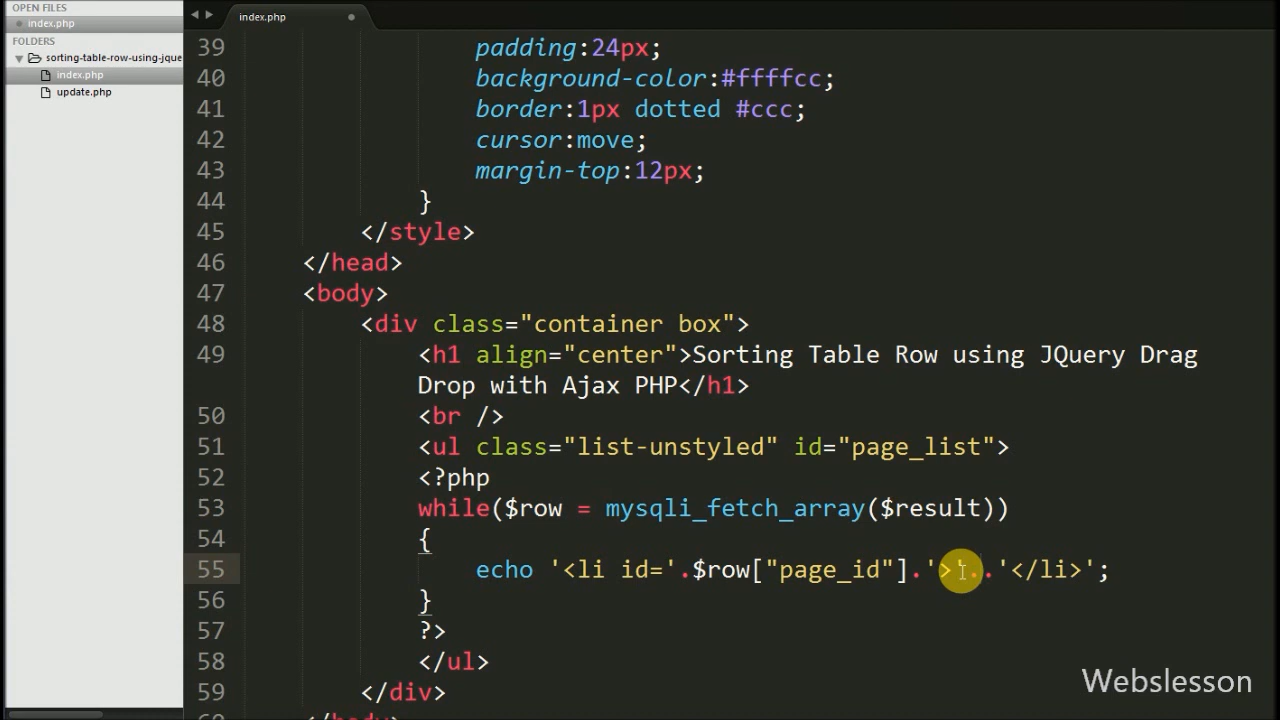 OPEN FILES
index.php
FOLDERS
sorting-table-row-using-jque
index.php
update.php
index.php
39 padding:24px;
40 background-color:#ffffcc;
41 border:1px dotted #ccc;
42 cursor:move;
43 margin-top:12px;
44 }
45 </style>
46 </head>
47 <body>
48 <div class="container box">
49 <h1 align="center">Sorting Table Row using JQuery Drag
Drop with Ajax PHP</h1>
50 <br />
51 <ul class="list-unstyled" id="page_list">
52 <?php
53 while($row = mysqli_fetch_array($result))
54 {
55 echo '<li id='.$row["page_id"].'>'..'</li>';
56 }
57 ?>
58 </ul>
59 </div>
60 </body>
Webslesson